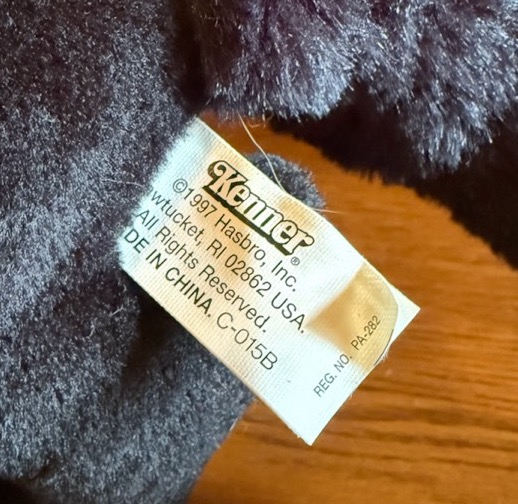 Kenner®
©1997 Hasbro, Inc.
wtucket, RI 02862 USA.
All Rights Reserved.
DE IN CHINA. C-015B
REG. NO. PA-282